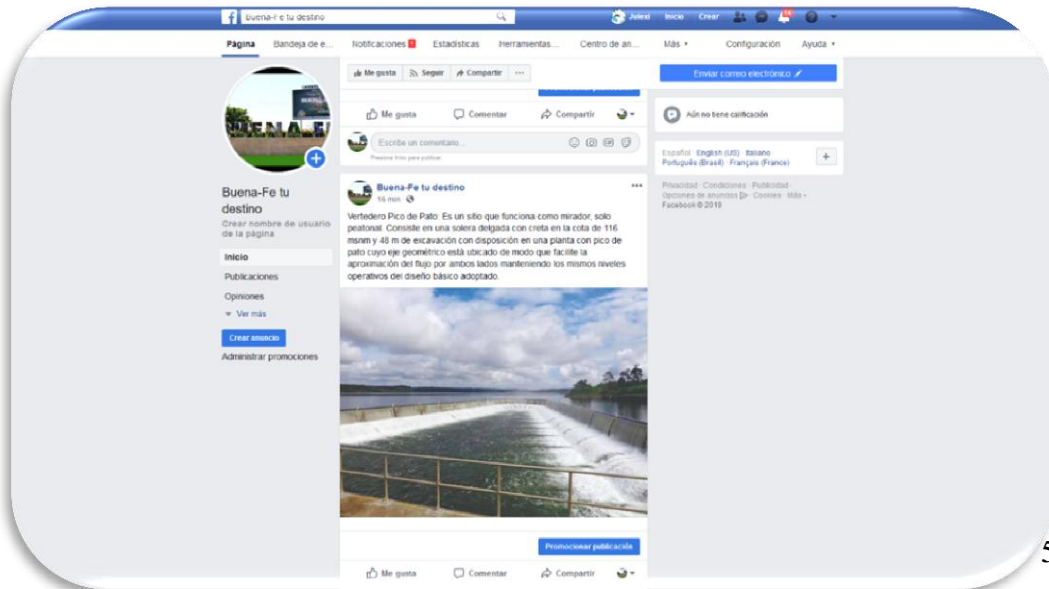 Buena-Fe tu destino
Julexi Inicio Crear
Página Bandeja de e... Notificaciones Estadísticas Herramientas... Centro de an... Más Configuración Ayuda
Me gusta Seguir Compartir ...
Enviar correo electrónico
Me gusta Comentar Compartir
Aún no tiene calificación
BUENA FE
Escribe un comentario...
GIF
Presiona Intro para publicar.
Español · English (US) · Italiano ·
Português (Brasil) · Français (France)
+
Buena-Fe tu
destino
Crear nombre de usuario
de la página
Buena-Fe tu destino
16 min ·
Privacidad · Condiciones · Publicidad ·
Opciones de anuncios · Cookies · Más
Facebook © 2019
Vertedero Pico de Pato: Es un sitio que funciona como mirador, solo
peatonal. Consiste en una solera delgada con creta en la cota de 116
msnm y 48 m de excavación con disposición en una planta con pico de
pato cuyo eje geométrico está ubicado de modo que facilite la
aproximación del flujo por ambos lados manteniendo los mismos niveles
operativos del diseño básico adoptado.
Inicio
Publicaciones
Opiniones
Ver más
Crear anuncio
Administrar promociones
Promocionar publicación
Me gusta Comentar Compartir
5